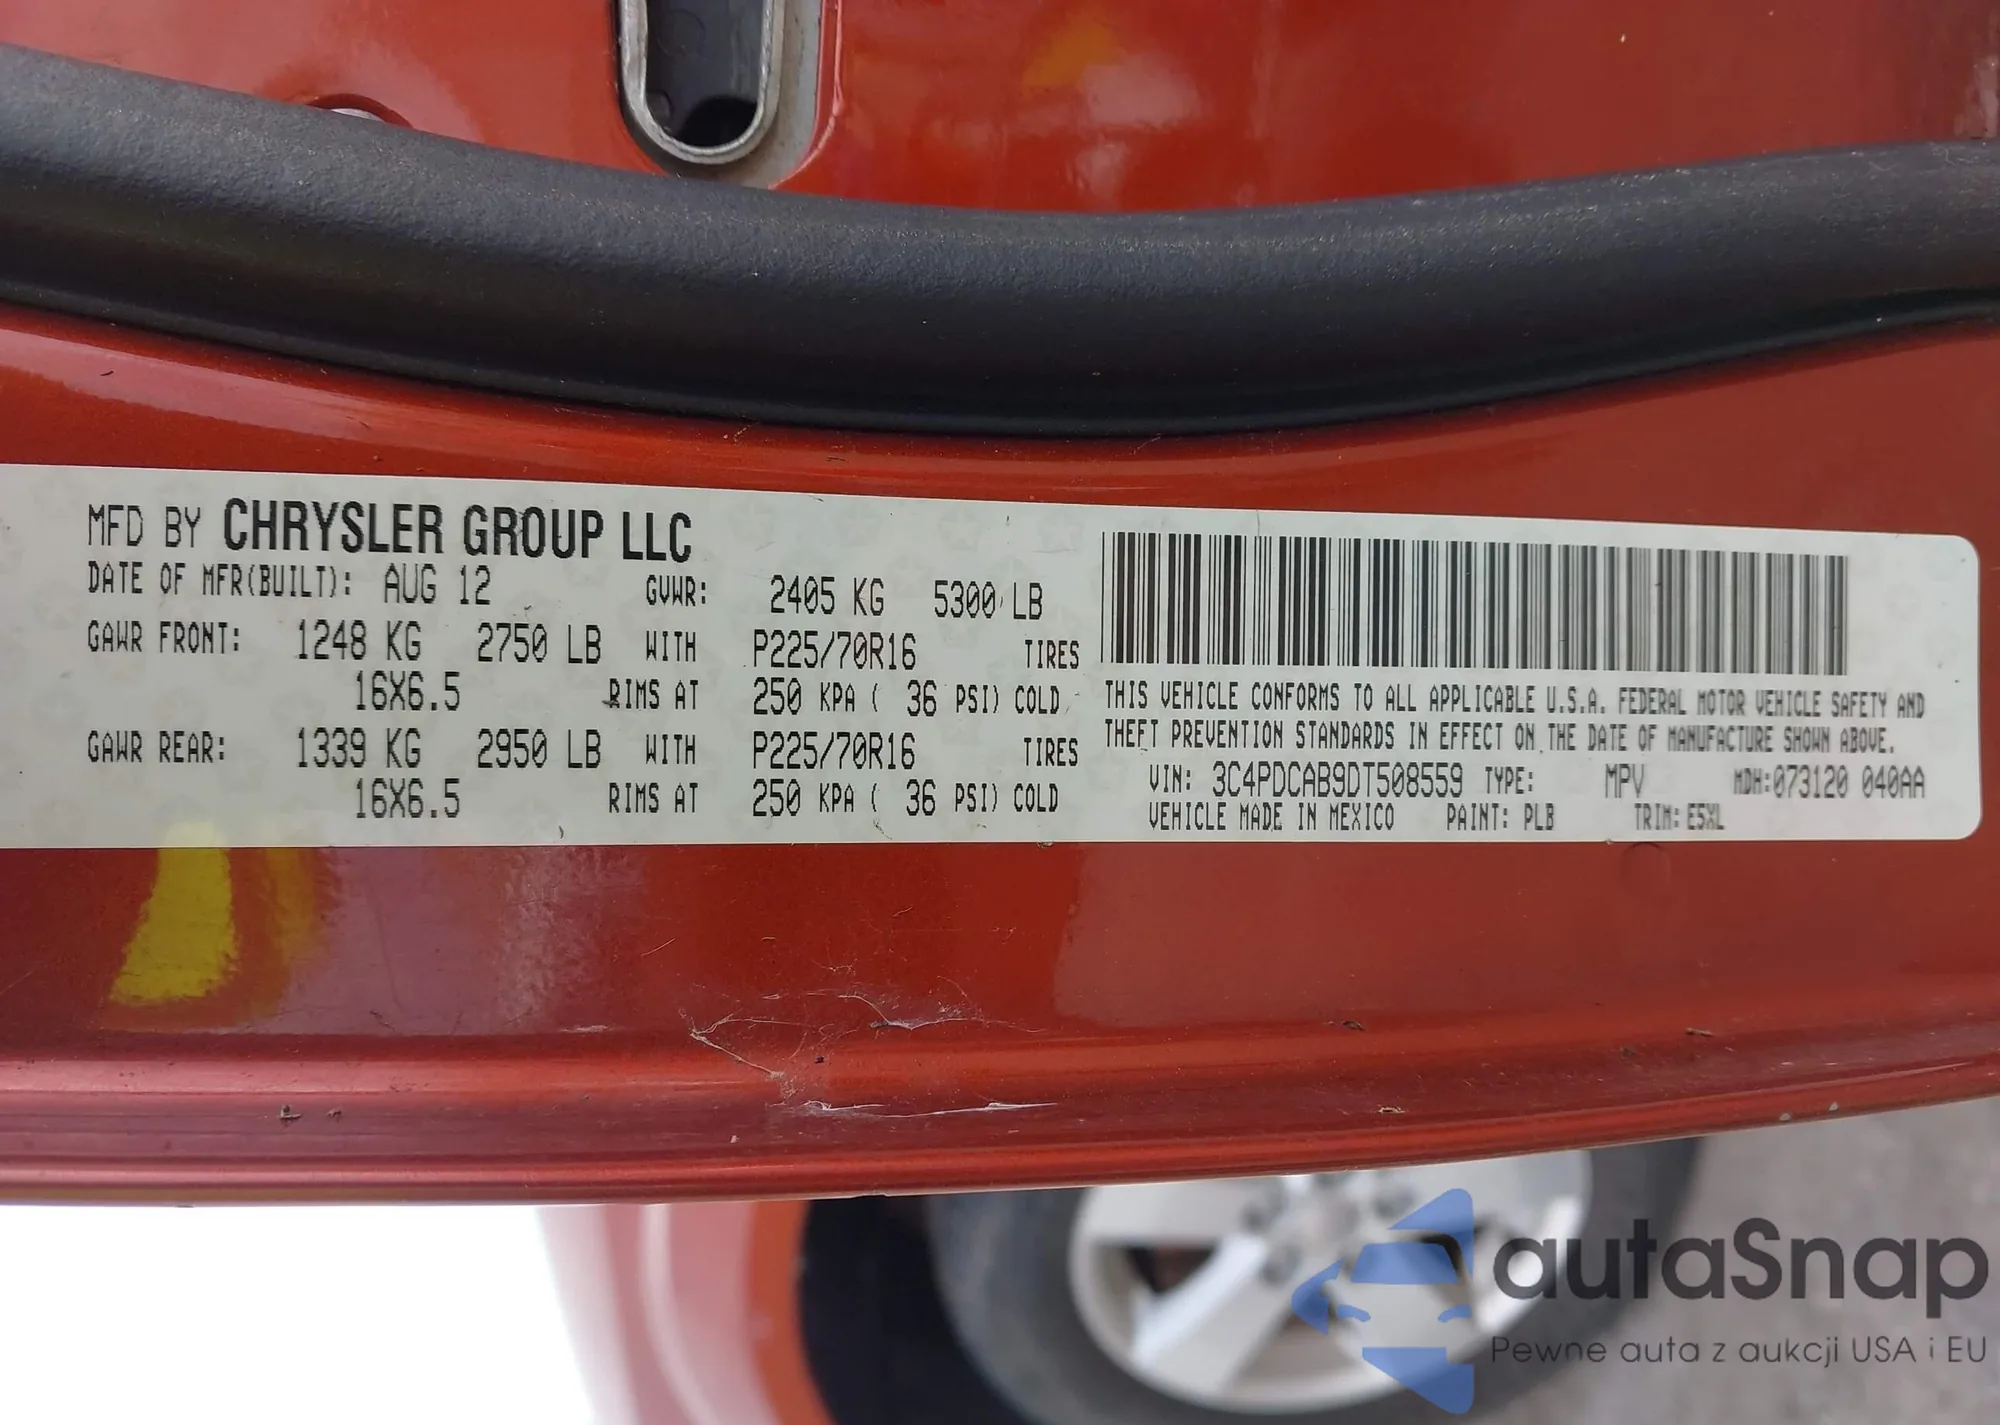 MFD BY CHRYSLER GROUP LLC
DATE OF MFR(BUILT): AUG 12 GVWR: 2405 KG 5300 LB
GAWR FRONT: 1248 KG 2750 LB WITH P225/70R16 TIRES
16X6.5 RIMS AT 250 KPA ( 36 PSI) COLD
GAWR REAR: 1339 KG 2950 LB WITH P225/70R16 TIRES
16X6.5 RIMS AT 250 KPA ( 36 PSI) COLD
THIS VEHICLE CONFORMS TO ALL APPLICABLE U.S.A. FEDERAL MOTOR VEHICLE SAFETY AND
THEFT PREVENTION STANDARDS IN EFFECT ON THE DATE OF MANUFACTURE SHOWN ABOVE.
VIN: 3C4PDCAB9DT508559 TYPE: MPV MDH:073120 040AA
VEHICLE MADE IN MEXICO PAINT: PLB TRIM: E5XL
autaSnap
Pewne auta z aukcji USA i EU